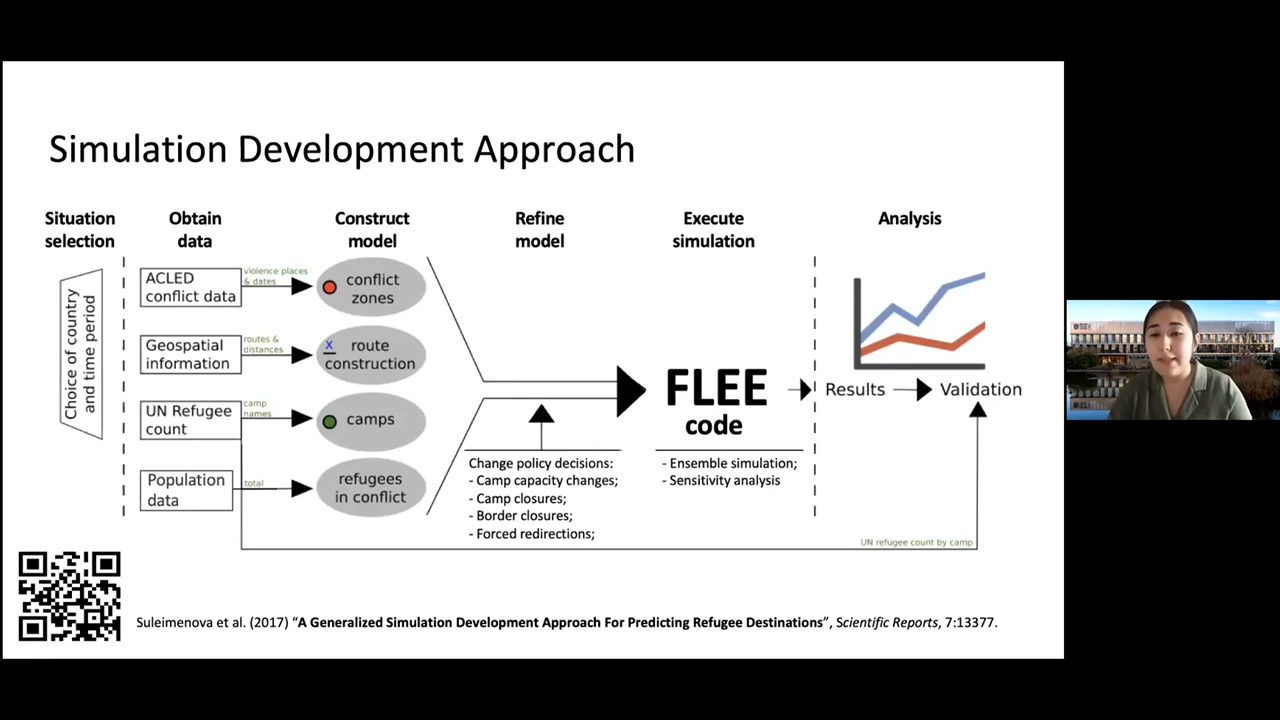 Simulation Development Approach
Situation
selection
Obtain
data
Construct
model
Refine
model
Execute
simulation
Analysis
Choice of country
and time period
ACLED
conflict data
violence places
& dates
conflict
zones
Geospatial
information
routes &
distances
x
route
construction
UN Refugee
count
camp
names
camps
Population
data
total
refugees
in conflict
Change policy decisions:
- Camp capacity changes;
- Camp closures;
- Border closures;
- Forced redirections;
FLEE
code
- Ensemble simulation;
- Sensitivity analysis
Results
Validation
UN refugee count by camp
Suleimenova et al. (2017) “A Generalized Simulation Development Approach For Predicting Refugee Destinations”, Scientific Reports, 7:13377.